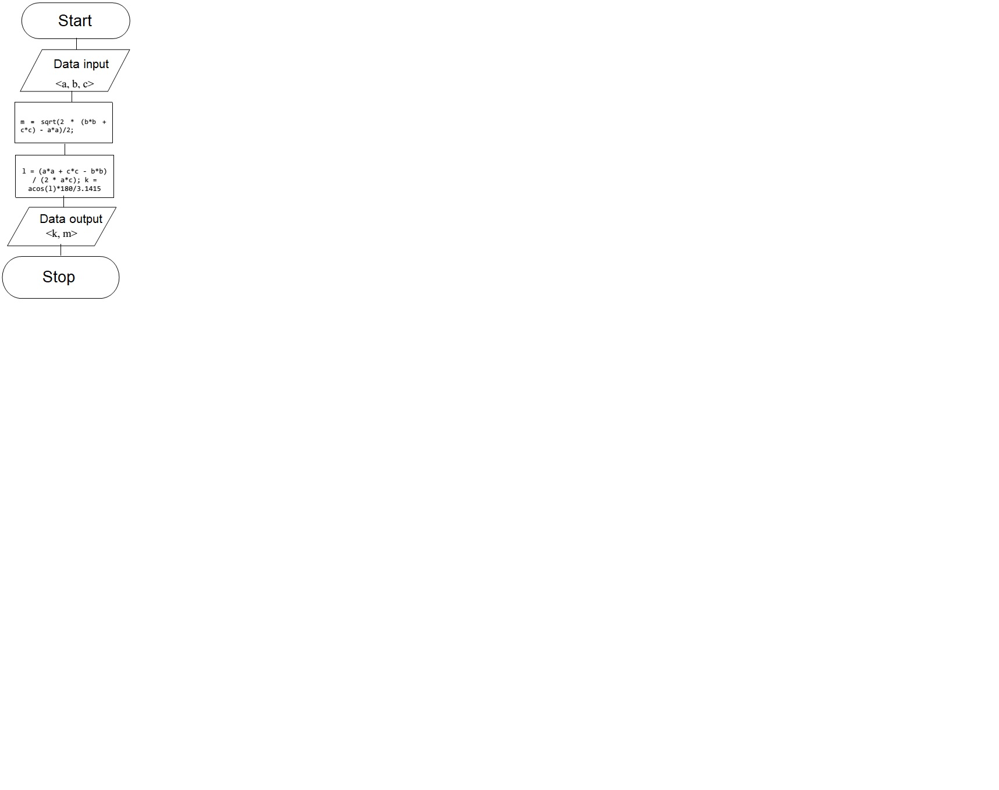 Start
Data input
<a, b, c>
m = sqrt(2 * (b*b +
c*c) - a*a)/2;
l = (a*a + c*c - b*b)
/ (2 * a*c); k =
acos(l)*180/3.1415
Data output
<k, m>
Stop